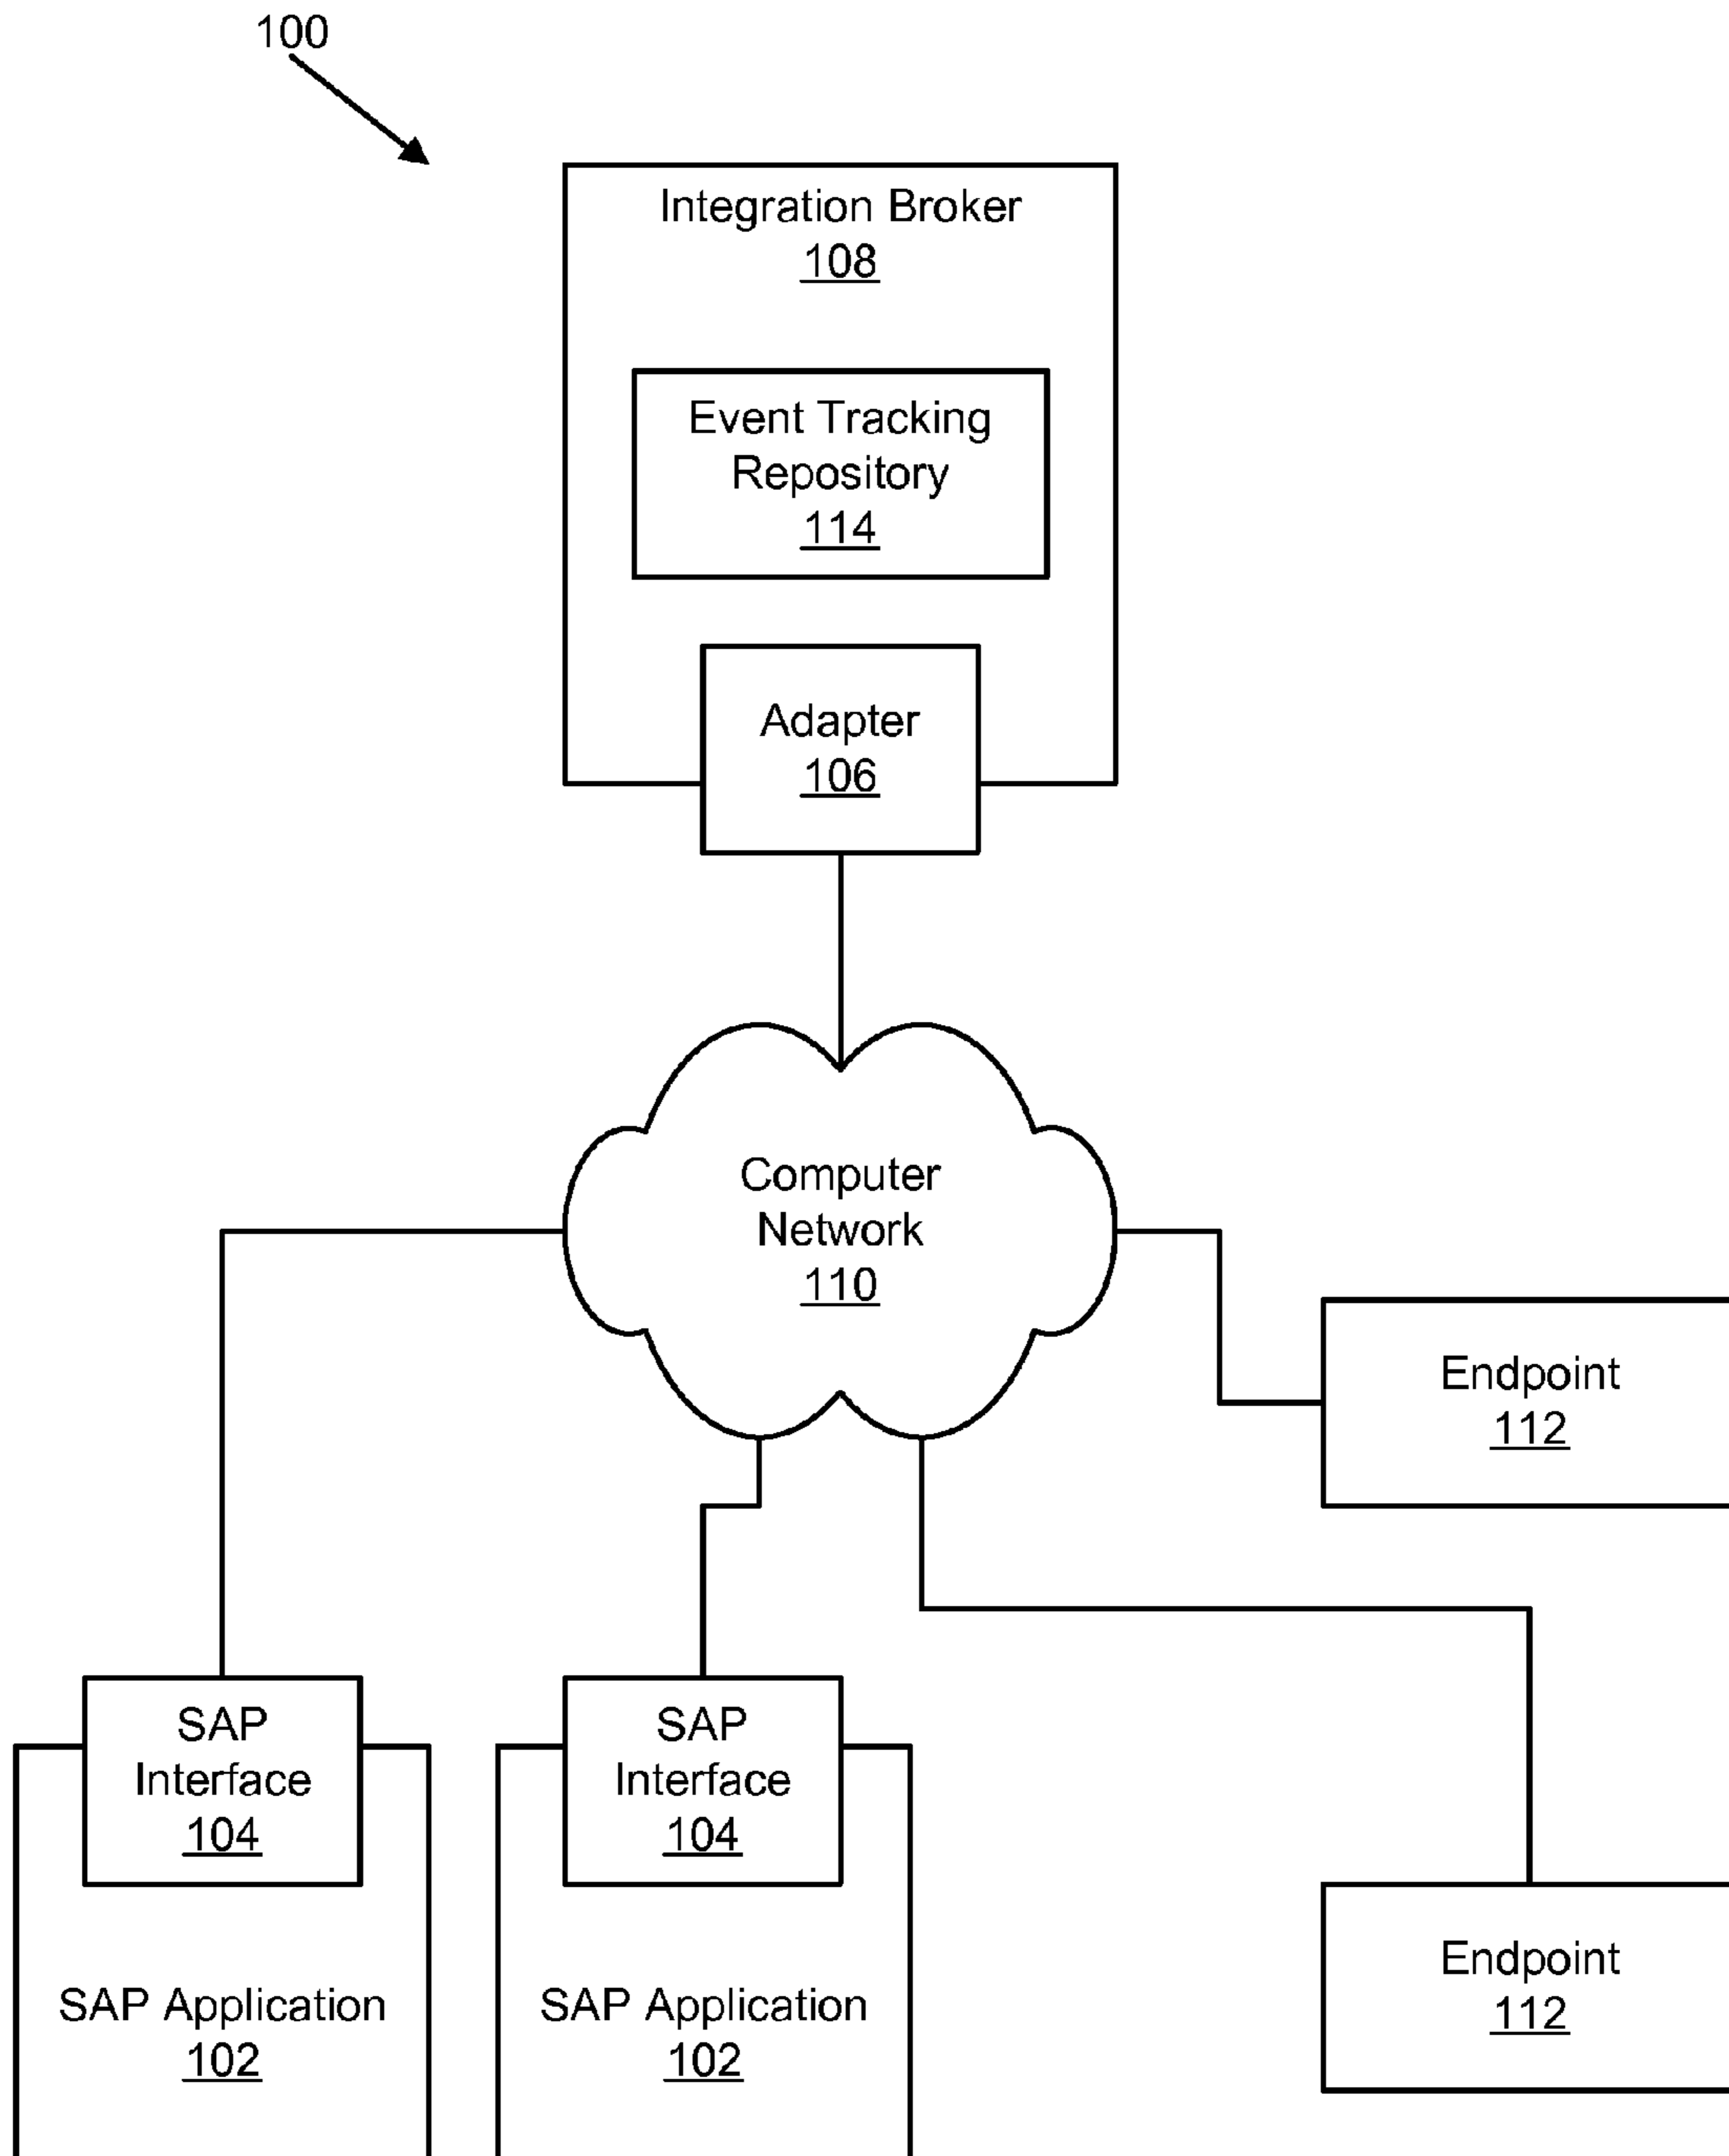 100
Integration Broker
108
Event Tracking
Repository
114
Adapter
106
Computer
Network
110
Endpoint
112
SAP
Interface
104
SAP Application
102
SAP
Interface
104
SAP Application
102
Endpoint
112